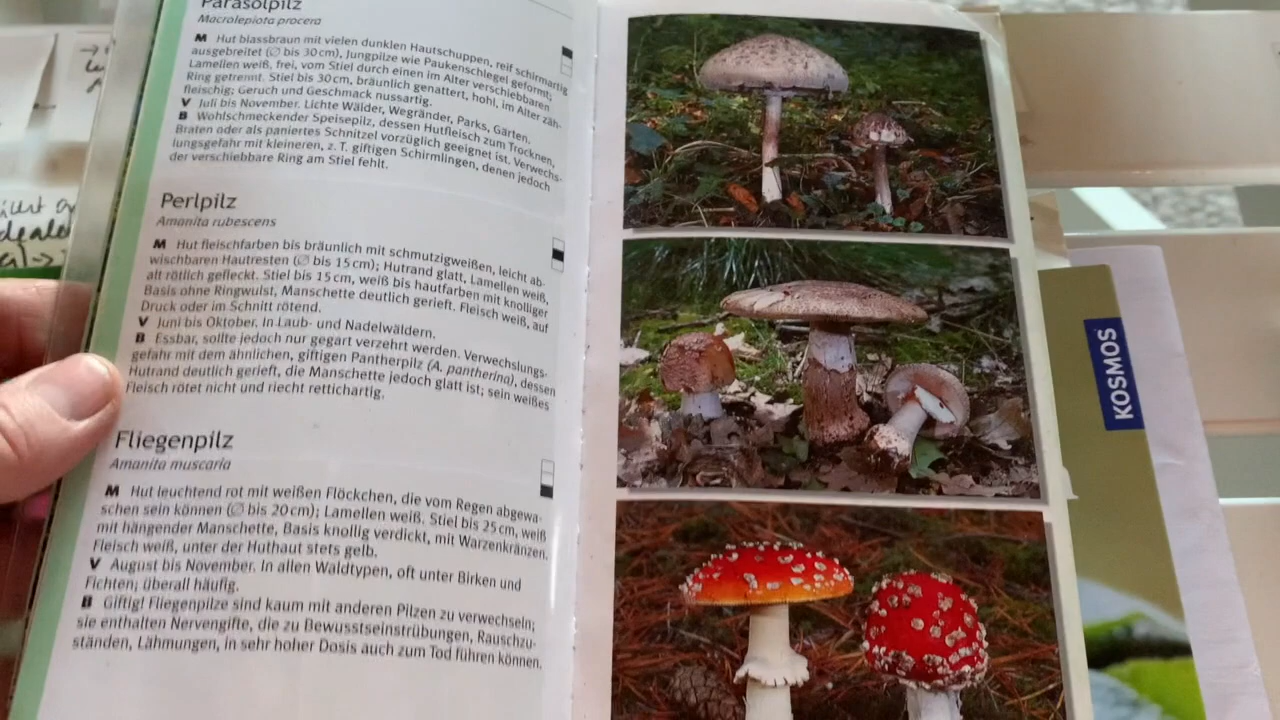 Parasolpilz
Macrolepiota procera
M Hut blassbraun mit vielen dunklen Hautschuppen, reif schirmartig
ausgebreitet (∅ bis 30 cm), Jungpilze wie Paukenschlegel geformt;
Lamellen weiß, frei, vom Stiel durch einen im Alter verschiebbaren
Ring getrennt. Stiel bis 30 cm, bräunlich genattert, hohl, im Alter zäh-
fleischig; Geruch und Geschmack nussartig.
V Juli bis November. Lichte Wälder, Wegränder, Parks, Gärten.
B Wohlschmeckender Speisepilz, dessen Hutfleisch zum Trocknen,
Braten oder als paniertes Schnitzel vorzüglich geeignet ist. Verwechs-
lungsgefahr mit kleineren, z. T. giftigen Schirmlingen, denen jedoch
der verschiebbare Ring am Stiel fehlt.
Perlpilz
Amanita rubescens
M Hut fleischfarben bis bräunlich mit schmutzigweißen, leicht ab-
wischbaren Hautresten (∅ bis 15 cm); Hutrand glatt, Lamellen weiß,
alt rötlich gefleckt. Stiel bis 15 cm, weiß bis hautfarben mit knolliger
Basis ohne Ringwulst, Manschette deutlich gerieft. Fleisch weiß, auf
Druck oder im Schnitt rötend.
V Juni bis Oktober. In Laub- und Nadelwäldern.
B Essbar, sollte jedoch nur gegart verzehrt werden. Verwechslungs-
gefahr mit dem ähnlichen, giftigen Pantherpilz (A. pantherina), dessen
Hutrand deutlich gerieft, die Manschette jedoch glatt ist; sein weißes
Fleisch rötet nicht und riecht rettichartig.
Fliegenpilz
Amanita muscaria
M Hut leuchtend rot mit weißen Flöckchen, die vom Regen abgewa-
schen sein können (∅ bis 20 cm); Lamellen weiß, Stiel bis 25 cm, weiß
mit hängender Manschette, Basis knollig verdickt, mit Warzenkränzen.
Fleisch weiß, unter der Huthaut stets gelb.
V August bis November. In allen Waldtypen, oft unter Birken und
Fichten; überall häufig.
B Giftig! Fliegenpilze sind kaum mit anderen Pilzen zu verwechseln;
sie enthalten Nervengifte, die zu Bewusstseinstrübungen, Rauschzu-
ständen, Lähmungen, in sehr hoher Dosis auch zum Tod führen können.
KOSMOS